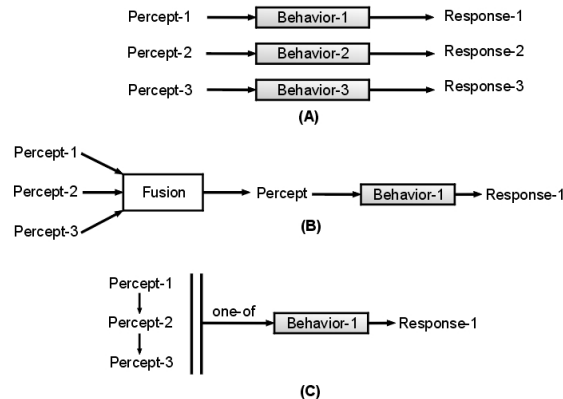 Percept-1 Behavior-1 Response-1
Percept-2 Behavior-2 Response-2
Percept-3 Behavior-3 Response-3
(A)
Percept-1
Percept-2 Fusion Percept Behavior-1 Response-1
Percept-3
(B)
Percept-1
one-of
Percept-2 Behavior-1 Response-1
Percept-3
(C)